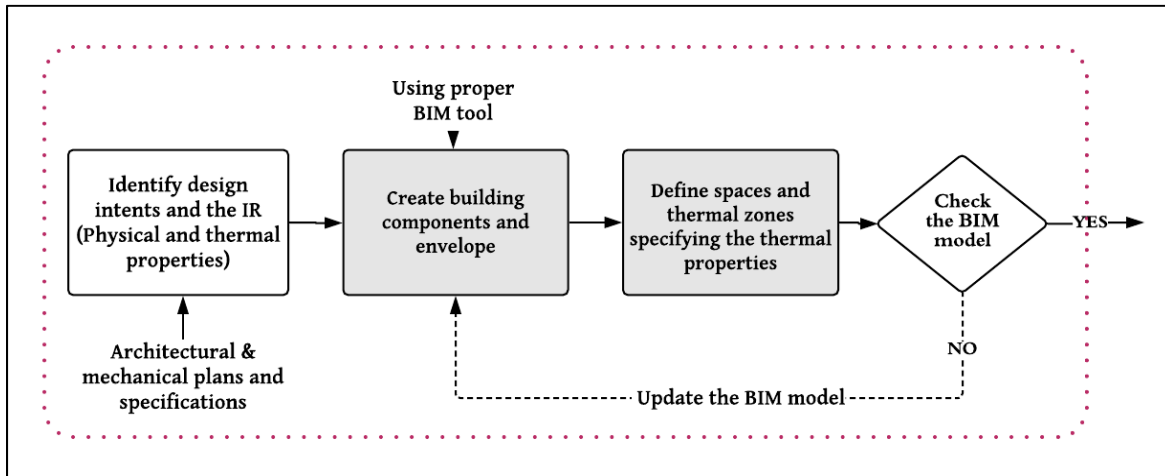 Using proper
BIM tool
Identify design
intents and the IR
(Physical and thermal
properties)
Create building
components and
envelope
Define spaces and
thermal zones
specifying the thermal
properties
Check
the BIM
model
YES
Architectural &
mechanical plans and
specifications
NO
Update the BIM model